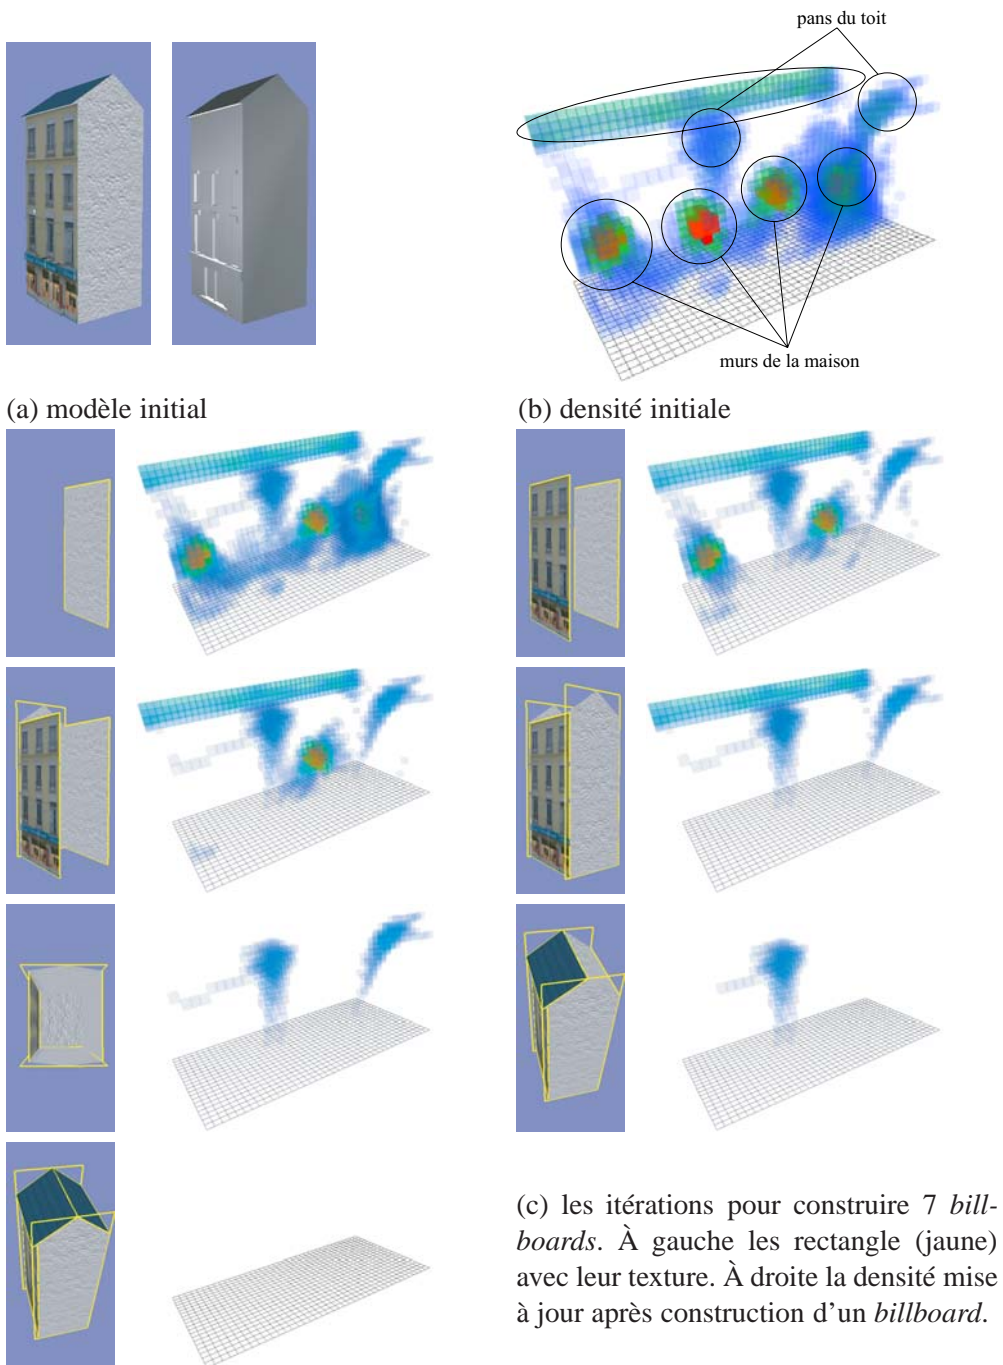 pans du toit
murs de la maison
(a) modèle initial
(b) densité initiale
(c) les itérations pour construire 7 bill-
boards. À gauche les rectangle (jaune)
avec leur texture. À droite la densité mise
à jour après construction d'un billboard.